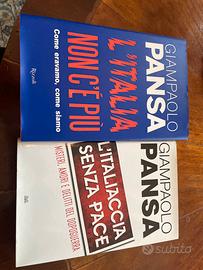 GIAMPAOLO
PANSA
L'ITALIA
NON C'È PIÙ
Come eravamo, come siamo
Rizzoli
GIAMPAOLO
PANSA
L'ITALIACCIA
SENZA PACE
MISTERI, AMORI E DELITTI DEL DOPOGUERRA
subito